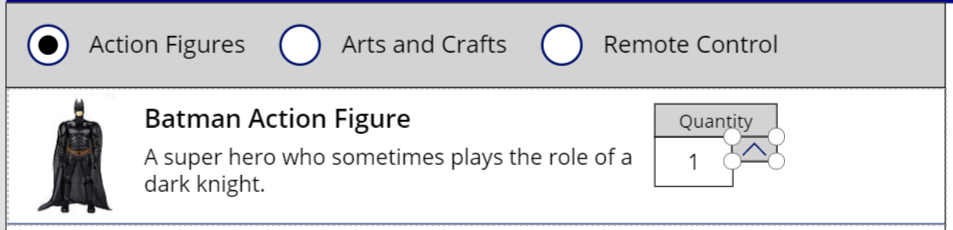 Action Figures Arts and Crafts Remote Control
Batman Action Figure
Quantity
A super hero who sometimes plays the role of a
1
dark knight.